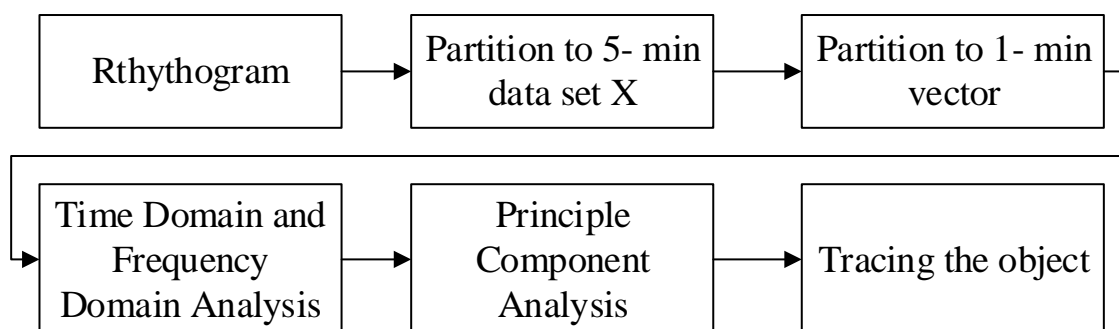 Rthythogram
Partition to 5- min
data set X
Partition to 1- min
vector
Time Domain and
Frequency
Domain Analysis
Principle
Component
Analysis
Tracing the object